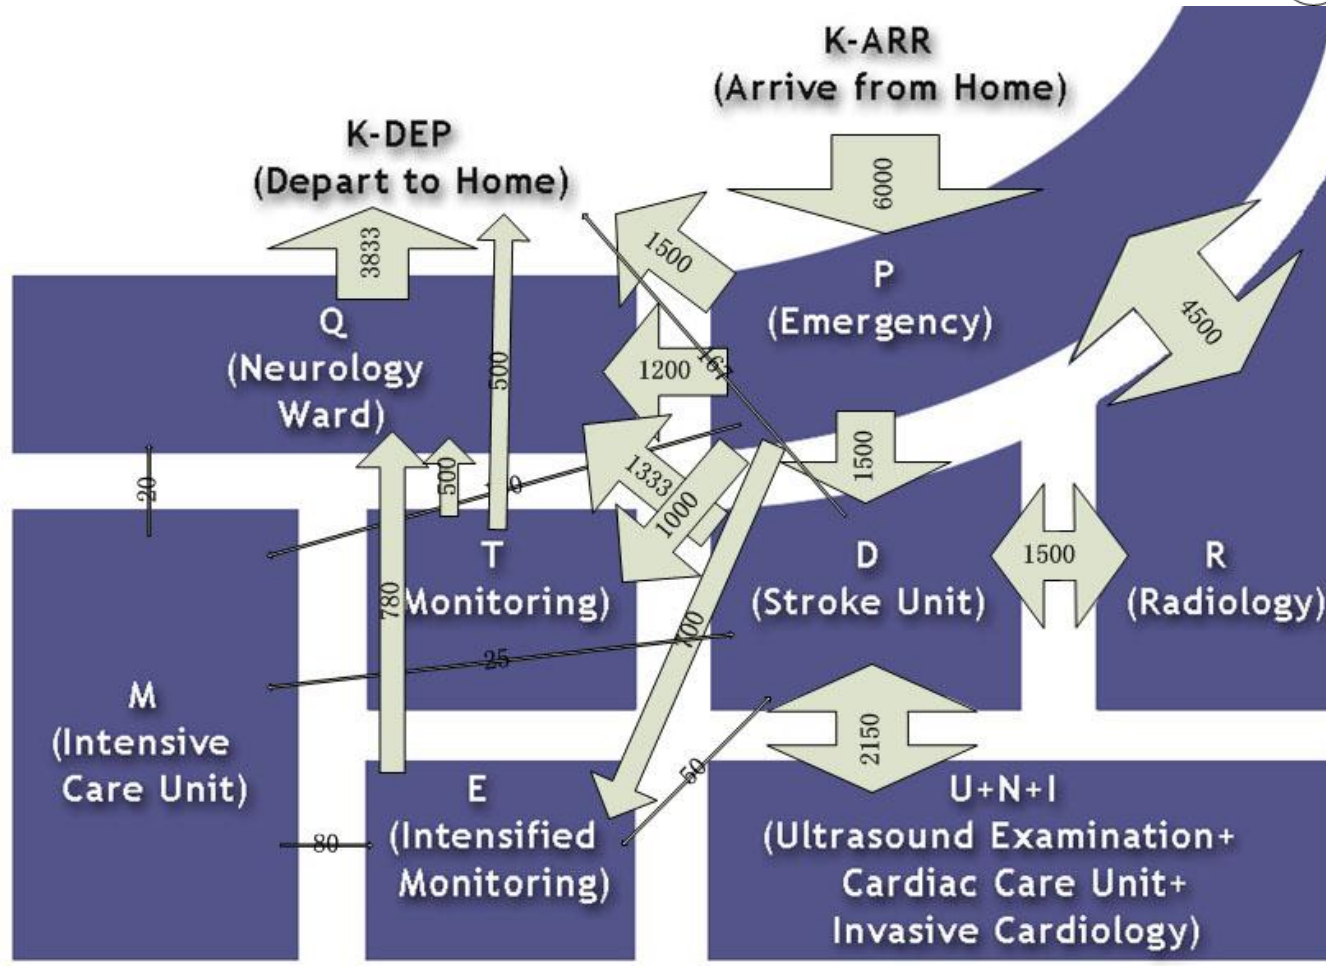 K-ARR
(Arrive from Home)
K-DEP
(Depart to Home)
6000
3833
1500
P
(Emergency)
4500
Q
(Neurology
Ward)
500
1200
167
1500
1333
1000
500
20
T
Monitoring)
D
(Stroke Unit)
1500
R
(Radiology)
780
700
25
M
(Intensive
Care Unit)
2150
50
E
(Intensified
Monitoring)
80
U+N+I
(Ultrasound Examination+
Cardiac Care Unit+
Invasive Cardiology)